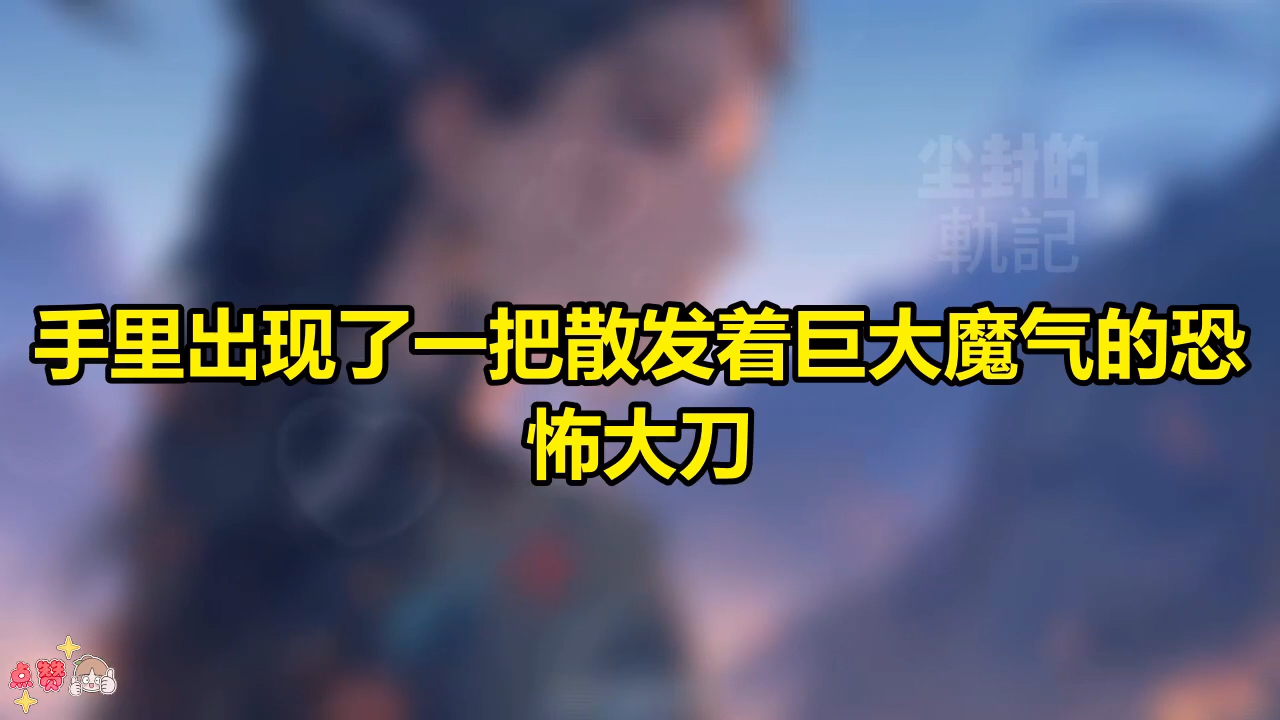 尘封的
軌記
手里出现了一把散发着巨大魔气的恐
怖大刀
点赞